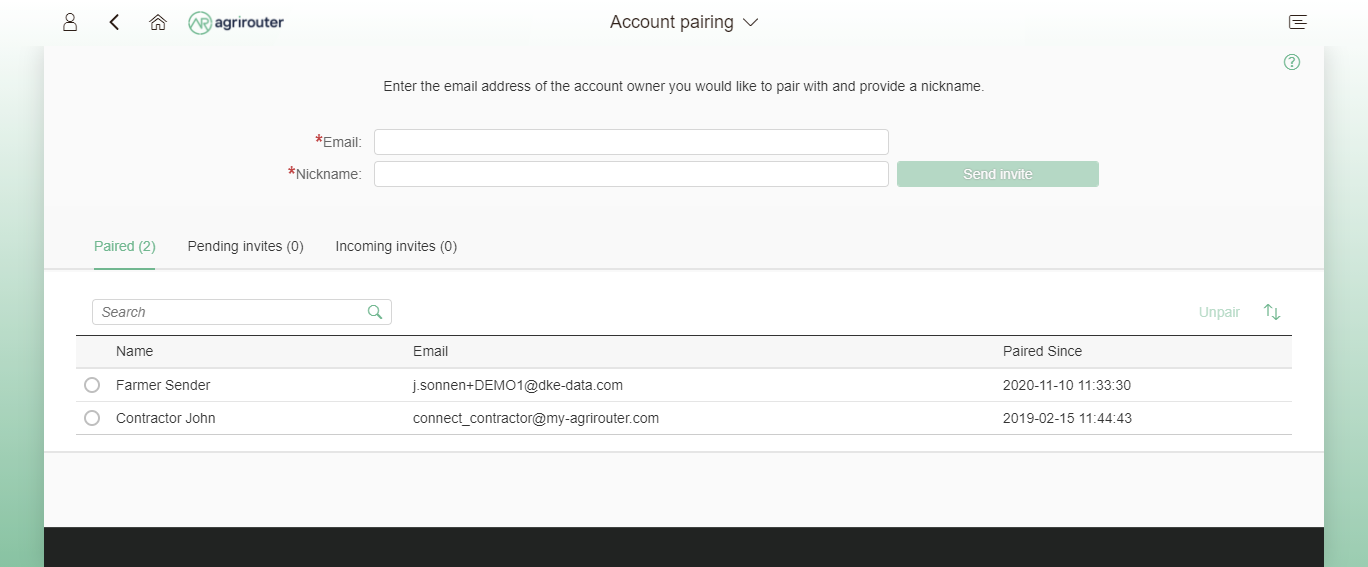 AR agrirouter
Account pairing
Enter the email address of the account owner you would like to pair with and provide a nickname.
*Email:
*Nickname:
Send invite
Paired (2) Pending invites (0) Incoming invites (0)
Search
Unpair
Name Email Paired Since
Farmer Sender j.sonnen+DEMO1@dke-data.com 2020-11-10 11:33:30
Contractor John connect_contractor@my-agrirouter.com 2019-02-15 11:44:43